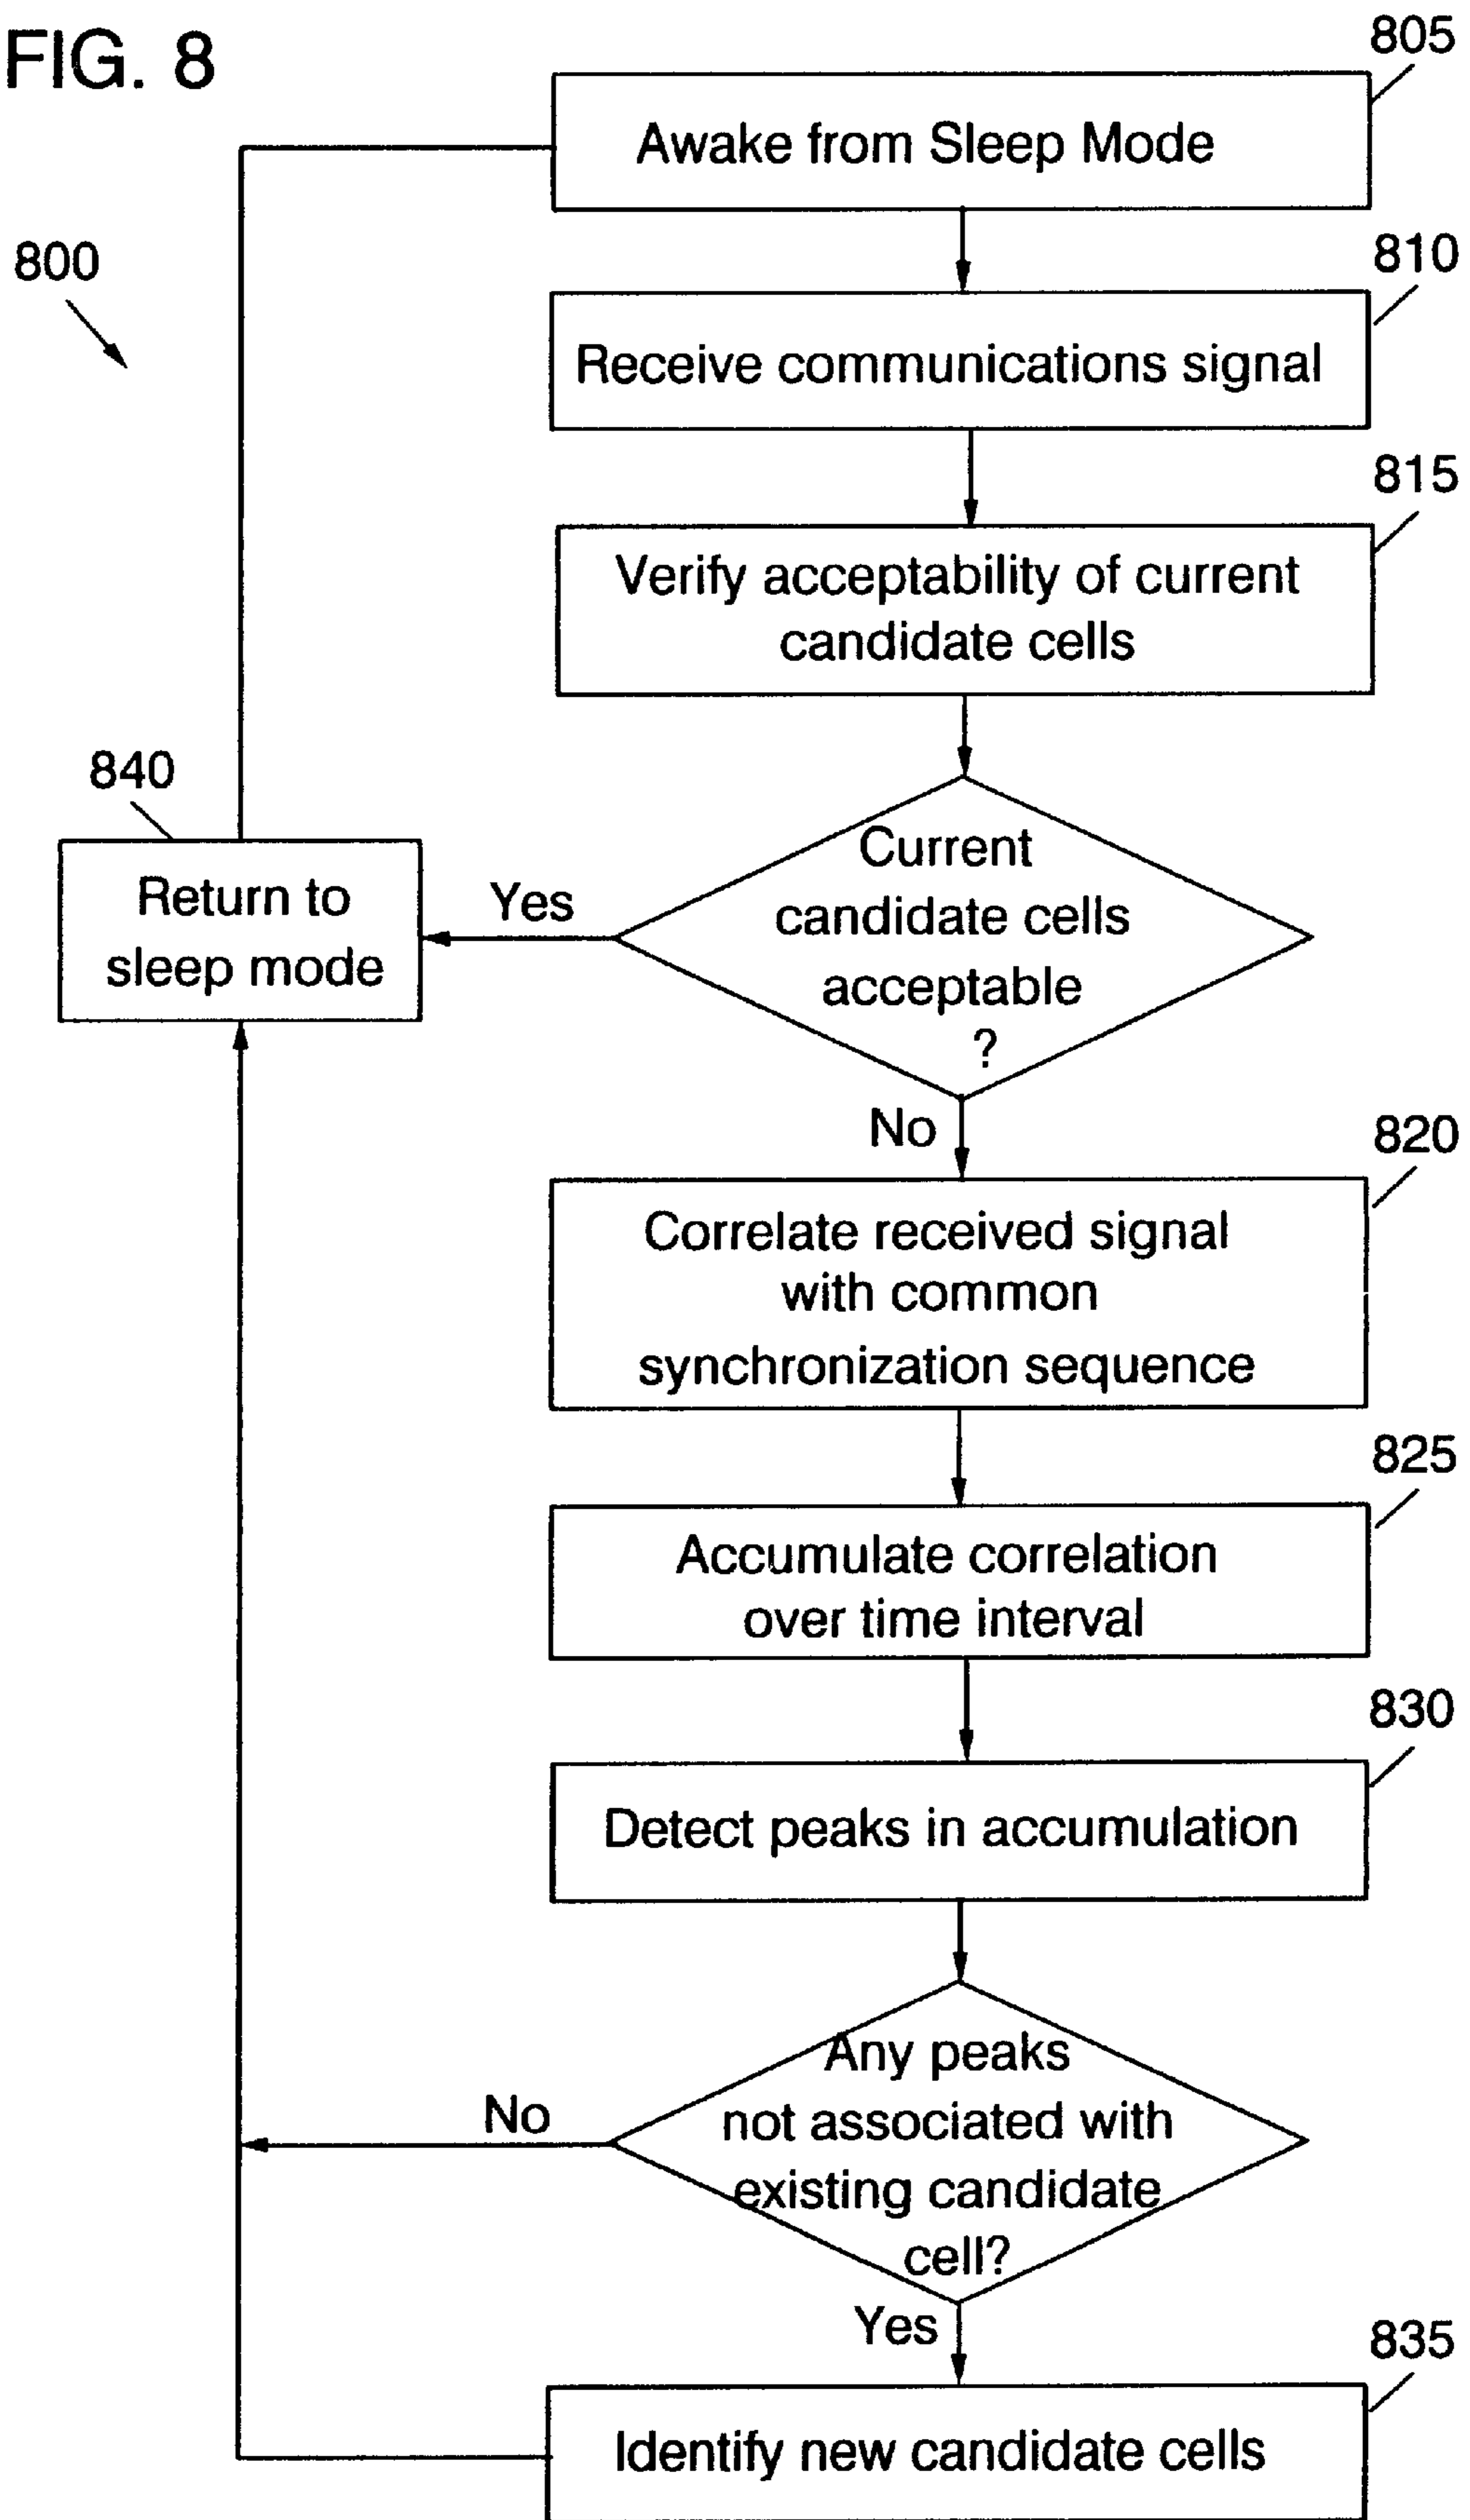 FIG. 8
805
Awake from Sleep Mode
800
810
Receive communications signal
815
Verify acceptability of current
candidate cells
840
Return to
sleep mode
Yes
Current
candidate cells
acceptable
?
No
820
Correlate received signal
with common
synchronization sequence
825
Accumulate correlation
over time interval
830
Detect peaks in accumulation
Any peaks
not associated with
existing candidate
cell?
No
Yes
835
Identify new candidate cells